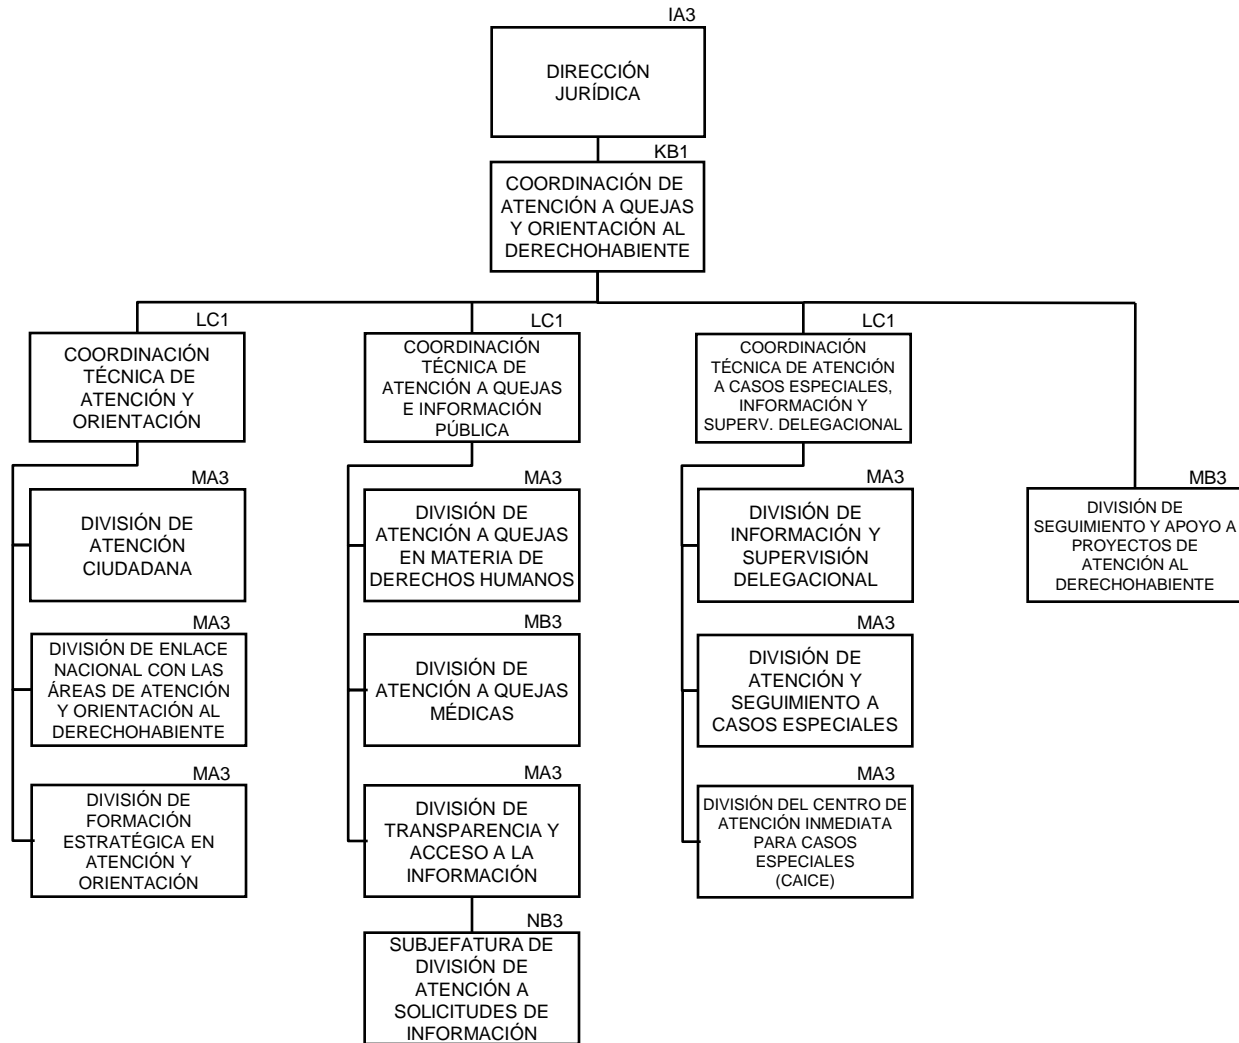 IA3
DIRECCIÓN
JURÍDICA
KB1
COORDINACIÓN DE
ATENCIÓN A QUEJAS
Y ORIENTACIÓN AL
DERECHOHABIENTE
LC1
COORDINACIÓN
TÉCNICA DE
ATENCIÓN Y
ORIENTACIÓN
MA3
DIVISIÓN DE
ATENCIÓN
CIUDADANA
MA3
DIVISIÓN DE ENLACE
NACIONAL CON LAS
ÁREAS DE ATENCIÓN
Y ORIENTACIÓN AL
DERECHOHABIENTE
MA3
DIVISIÓN DE
FORMACIÓN
ESTRATÉGICA EN
ATENCIÓN Y
ORIENTACIÓN
LC1
COORDINACIÓN
TÉCNICA DE
ATENCIÓN A QUEJAS
E INFORMACIÓN
PÚBLICA
MA3
DIVISIÓN DE
ATENCIÓN A QUEJAS
EN MATERIA DE
DERECHOS HUMANOS
MB3
DIVISIÓN DE
ATENCIÓN A QUEJAS
MÉDICAS
MA3
DIVISIÓN DE
TRANSPARENCIA Y
ACCESO A LA
INFORMACIÓN
NB3
SUBJEFATURA DE
DIVISIÓN DE
ATENCIÓN A
SOLICITUDES DE
INFORMACIÓN
LC1
COORDINACIÓN
TÉCNICA DE ATENCIÓN
A CASOS ESPECIALES,
INFORMACIÓN Y
SUPERV. DELEGACIONAL
MA3
DIVISIÓN DE
INFORMACIÓN Y
SUPERVISIÓN
DELEGACIONAL
MA3
DIVISIÓN DE
ATENCIÓN Y
SEGUIMIENTO A
CASOS ESPECIALES
MA3
DIVISIÓN DEL CENTRO DE
ATENCIÓN INMEDIATA
PARA CASOS
ESPECIALES
(CAICE)
MB3
DIVISIÓN DE
SEGUIMIENTO Y APOYO A
PROYECTOS DE
ATENCIÓN AL
DERECHOHABIENTE